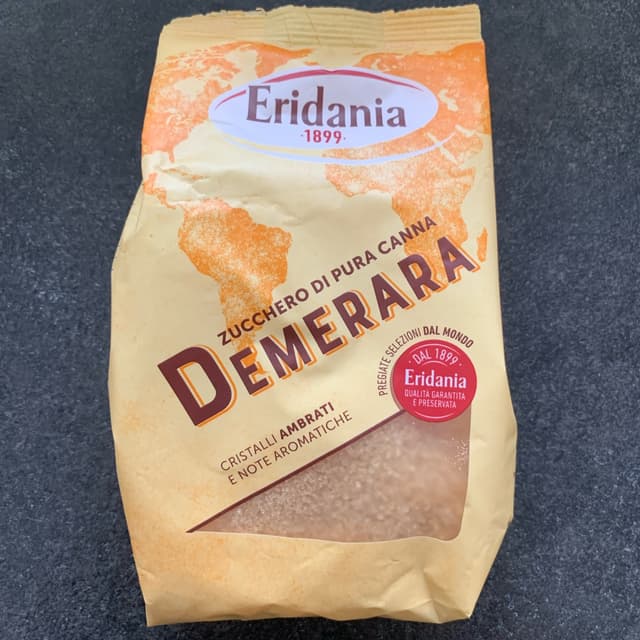 Eridania
·1899·
ZUCCHERO DI PURA CANNA
DEMERARA
PREGIATE SELEZIONI DAL MONDO
· DAL 1899 ·
Eridania
QUALITÀ GARANTITA
E PRESERVATA
CRISTALLI AMBRATI
E NOTE AROMATICHE